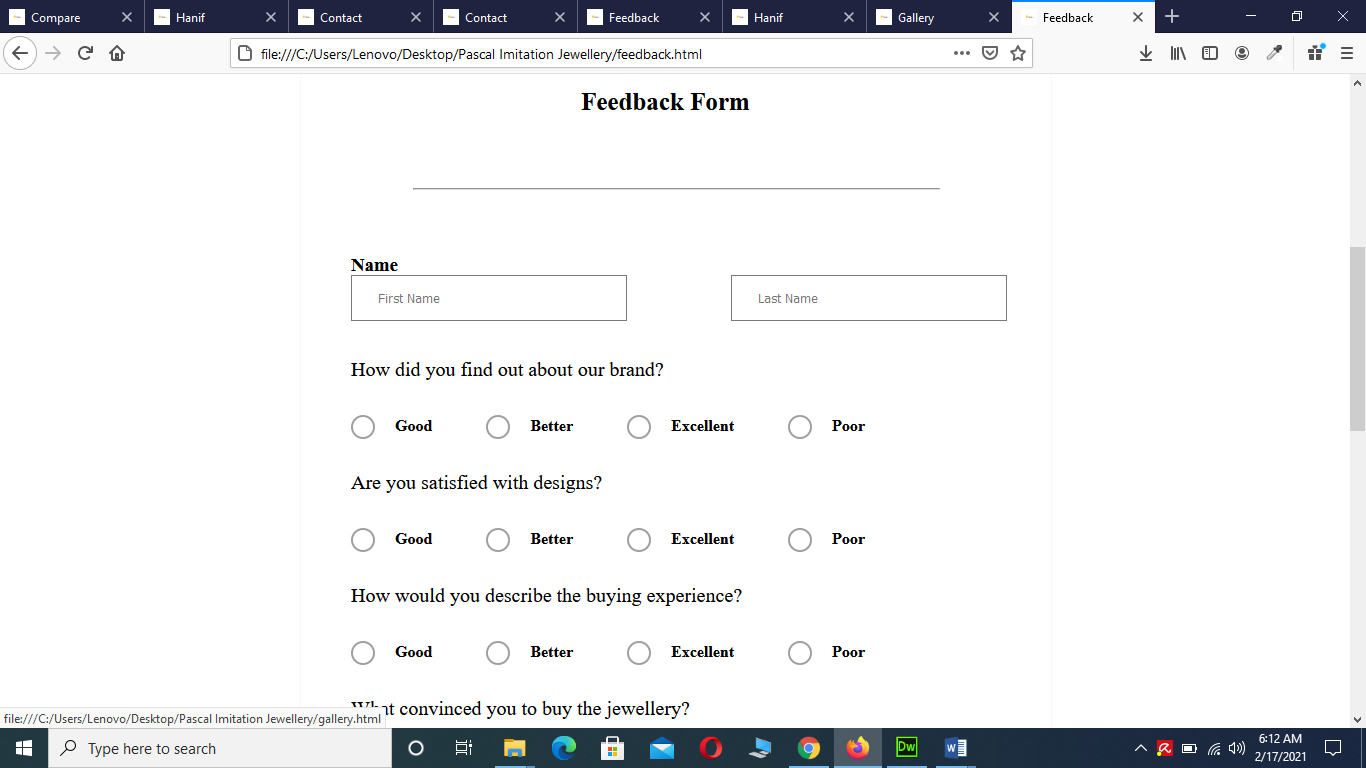 Compare Hanif Contact Contact Feedback Hanif Gallery Feedback
file:///C:/Users/Lenovo/Desktop/Pascal Imitation Jewellery/feedback.html
Feedback Form
Name
First Name Last Name
How did you find out about our brand?
Good Better Excellent Poor
Are you satisfied with designs?
Good Better Excellent Poor
How would you describe the buying experience?
Good Better Excellent Poor
What convinced you to buy the jewellery?
file:///C:/Users/Lenovo/Desktop/Pascal Imitation Jewellery/gallery.html
Type here to search
Dw
6:12 AM
2/17/2021